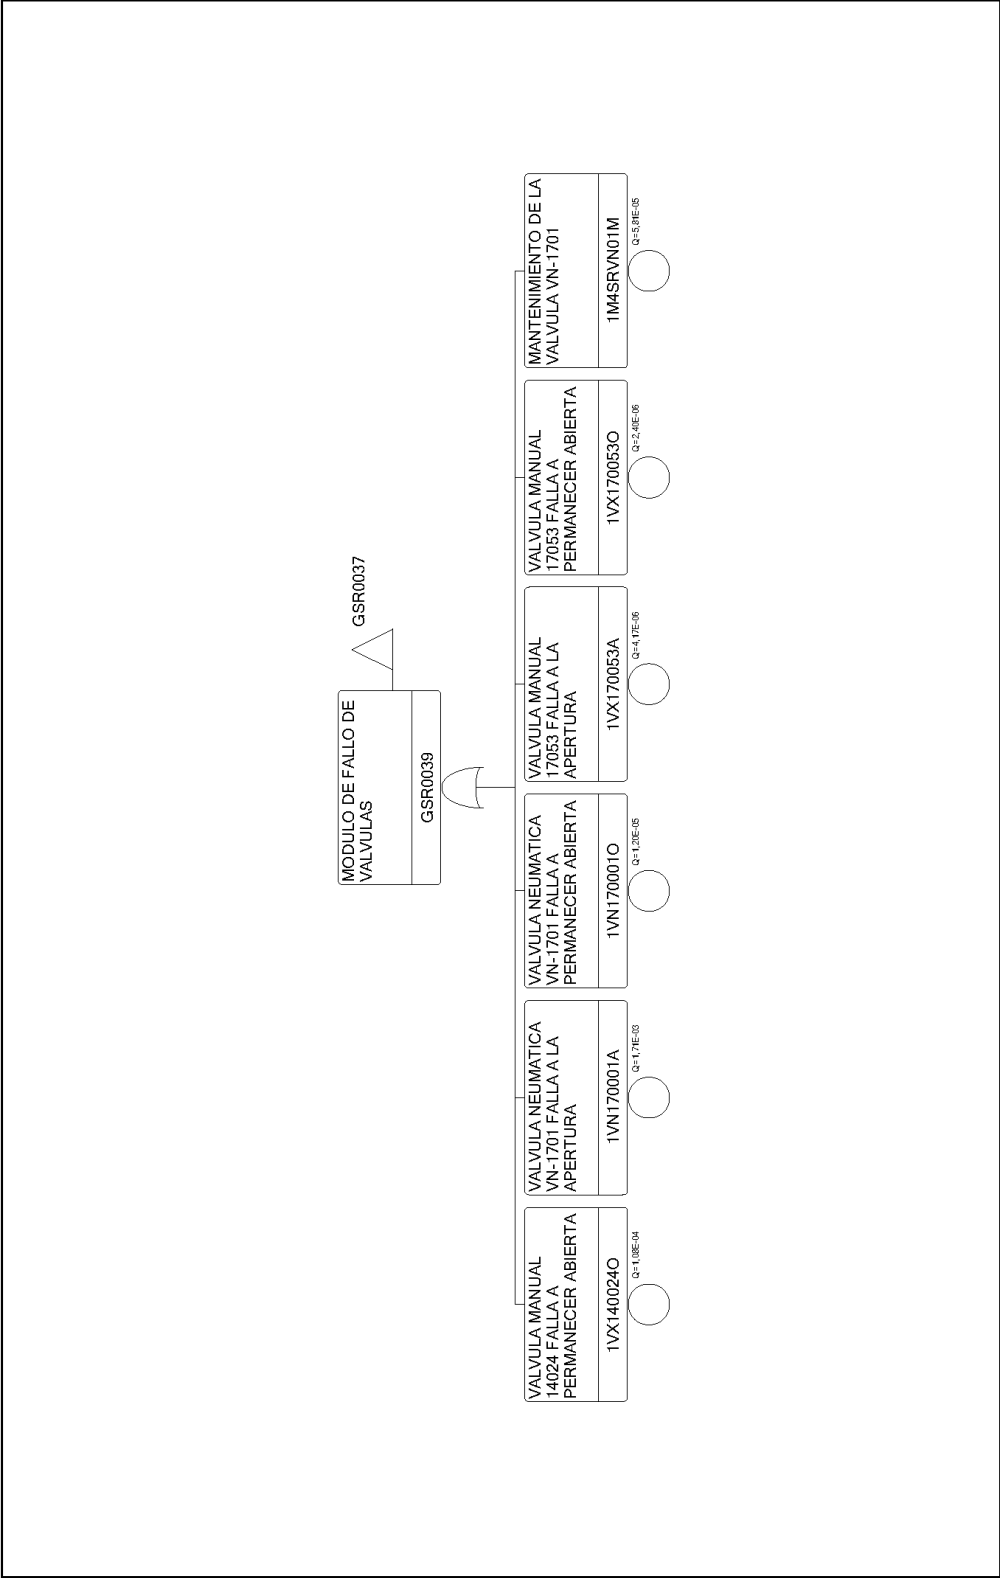 MODULO DE FALLO DE
VALVULAS
GSR0039
GSR0037
VALVULA MANUAL
14024 FALLA A
PERMANECER ABIERTA
1VX140024O
Q=1,08E-04
VALVULA NEUMATICA
VN-1701 FALLA A LA
APERTURA
1VN170001A
Q=1,71E-03
VALVULA NEUMATICA
VN-1701 FALLA A
PERMANECER ABIERTA
1VN170001O
Q=1,20E-05
VALVULA MANUAL
17053 FALLA A LA
APERTURA
1VX170053A
Q=4,17E-06
VALVULA MANUAL
17053 FALLA A
PERMANECER ABIERTA
1VX170053O
Q=2,40E-06
MANTENIMIENTO DE LA
VALVULA VN-1701
1M4SRVN01M
Q=5,81E-05